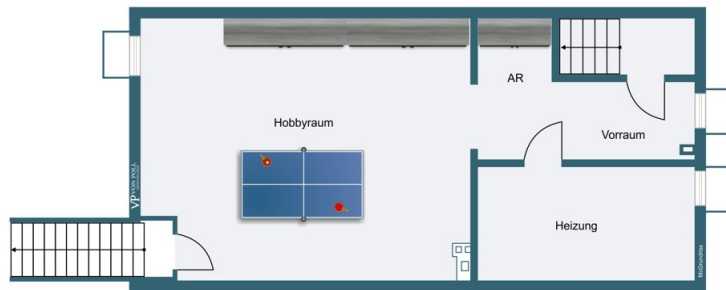 AR
Hobbyraum
Vorraum
VP VON POLL
Heizung
McGrundriss